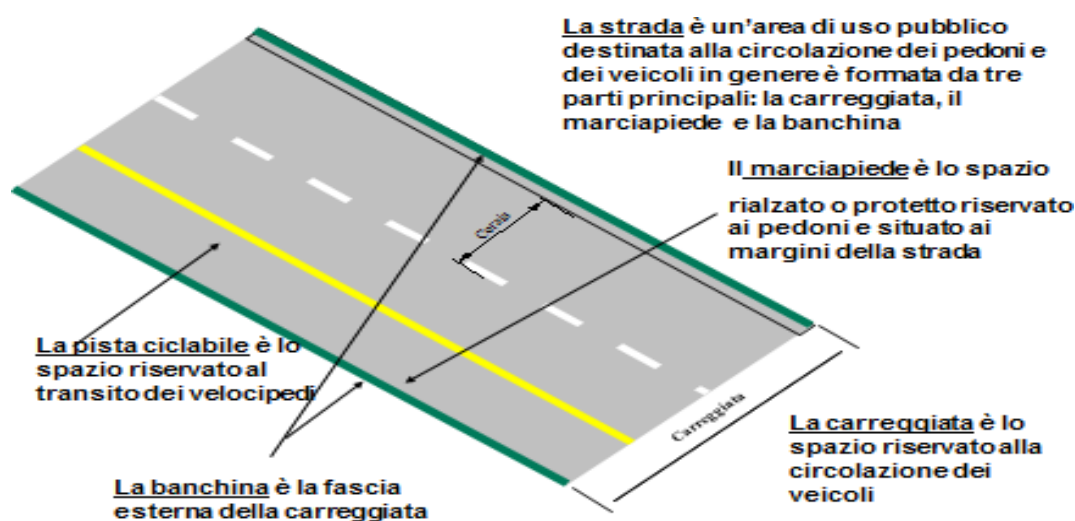 La strada è un'area di uso pubblico
destinata alla circolazione dei pedoni e
dei veicoli in genere è formata da tre
parti principali: la carreggiata, il
marciapiede e la banchina
Il marciapiede è lo spazio
rialzato o protetto riservato
ai pedoni e situato ai
margini della strada
Corsia
La pista ciclabile è lo
spazio riservato al
transito dei velocipedi
Carreggiata
La carreggiata è lo
spazio riservato alla
circolazione dei
veicoli
La banchina è la fascia
esterna della carreggiata